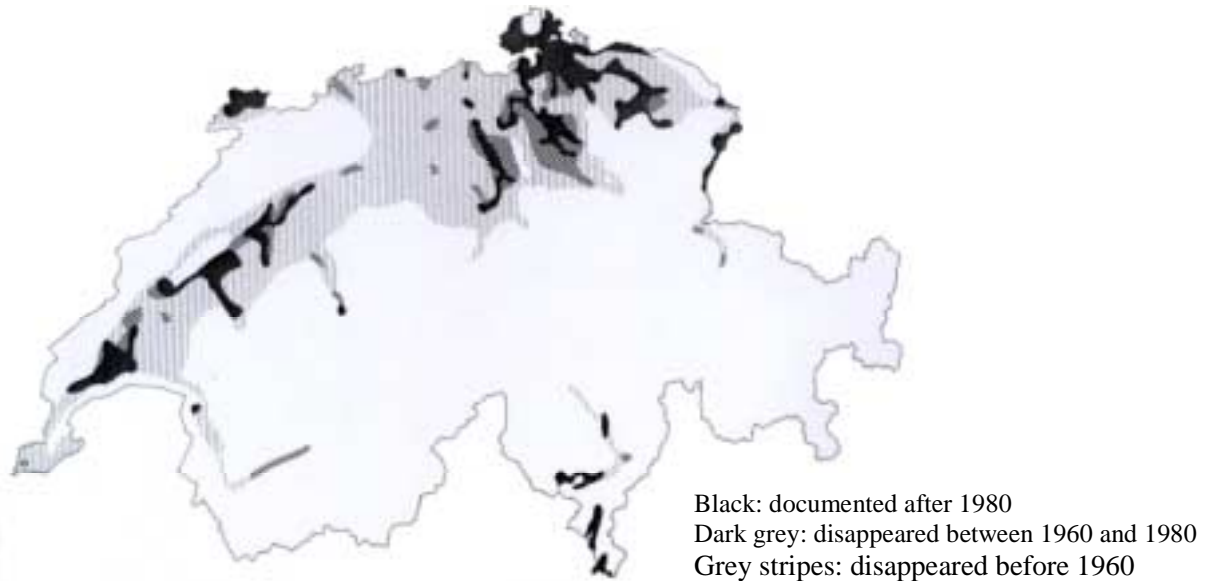 Black: documented after 1980
Dark grey: disappeared between 1960 and 1980
Grey stripes: disappeared before 1960